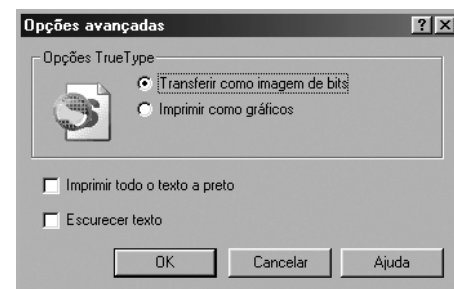 Opções avançadas
Opções TrueType
Transferir como imagem de bits
Imprimir como gráficos
Imprimir todo o texto a preto
Escurecer texto
OK Cancelar Ajuda